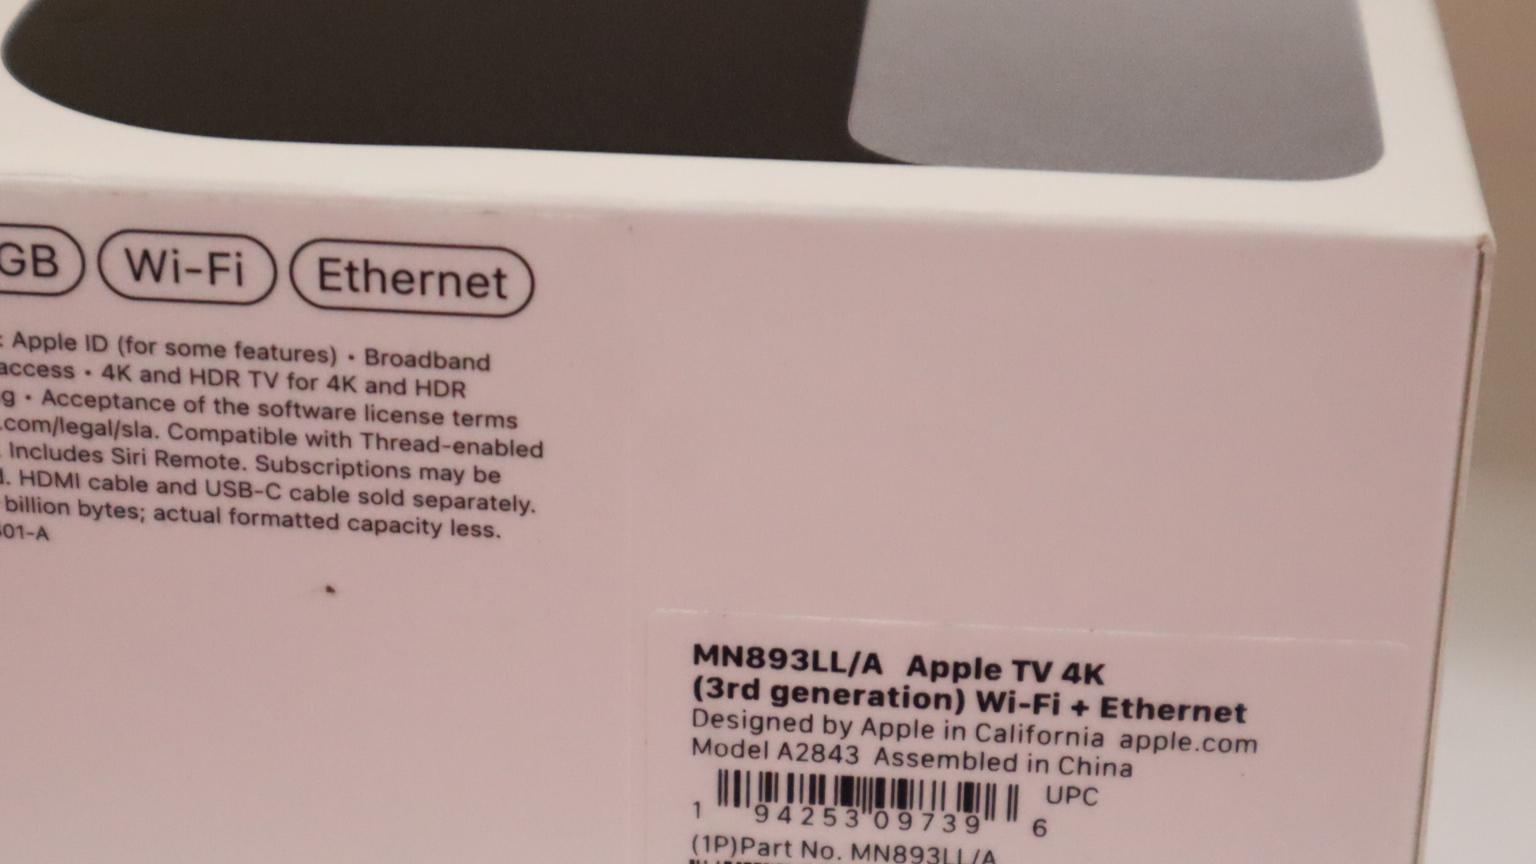 GB Wi-Fi Ethernet
: Apple ID (for some features) • Broadband
access • 4K and HDR TV for 4K and HDR
g • Acceptance of the software license terms
.com/legal/sla. Compatible with Thread-enabled
. Includes Siri Remote. Subscriptions may be
d. HDMI cable and USB-C cable sold separately.
billion bytes; actual formatted capacity less.
601-A
MN893LL/A Apple TV 4K
(3rd generation) Wi-Fi + Ethernet
Designed by Apple in California apple.com
Model A2843 Assembled in China
UPC
1 94253 09739 6
(1P)Part No. MN893LL/A